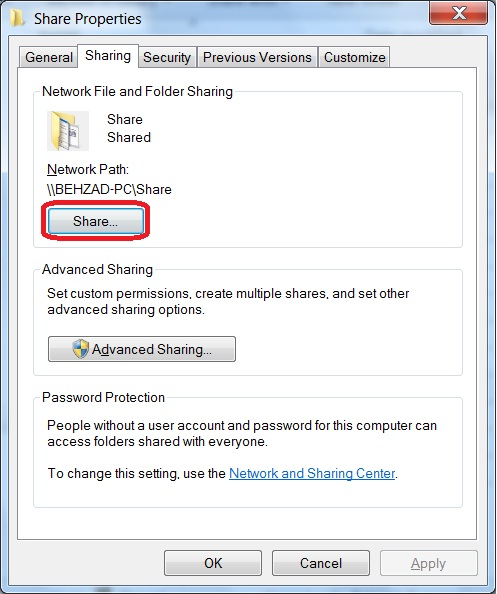 Share Properties
General Sharing Security Previous Versions Customize
Network File and Folder Sharing
Share
Shared
Network Path:
\\BEHZAD-PC\Share
Share...
Advanced Sharing
Set custom permissions, create multiple shares, and set other
advanced sharing options.
Advanced Sharing...
Password Protection
People without a user account and password for this computer can
access folders shared with everyone.
To change this setting, use the Network and Sharing Center.
OK Cancel Apply